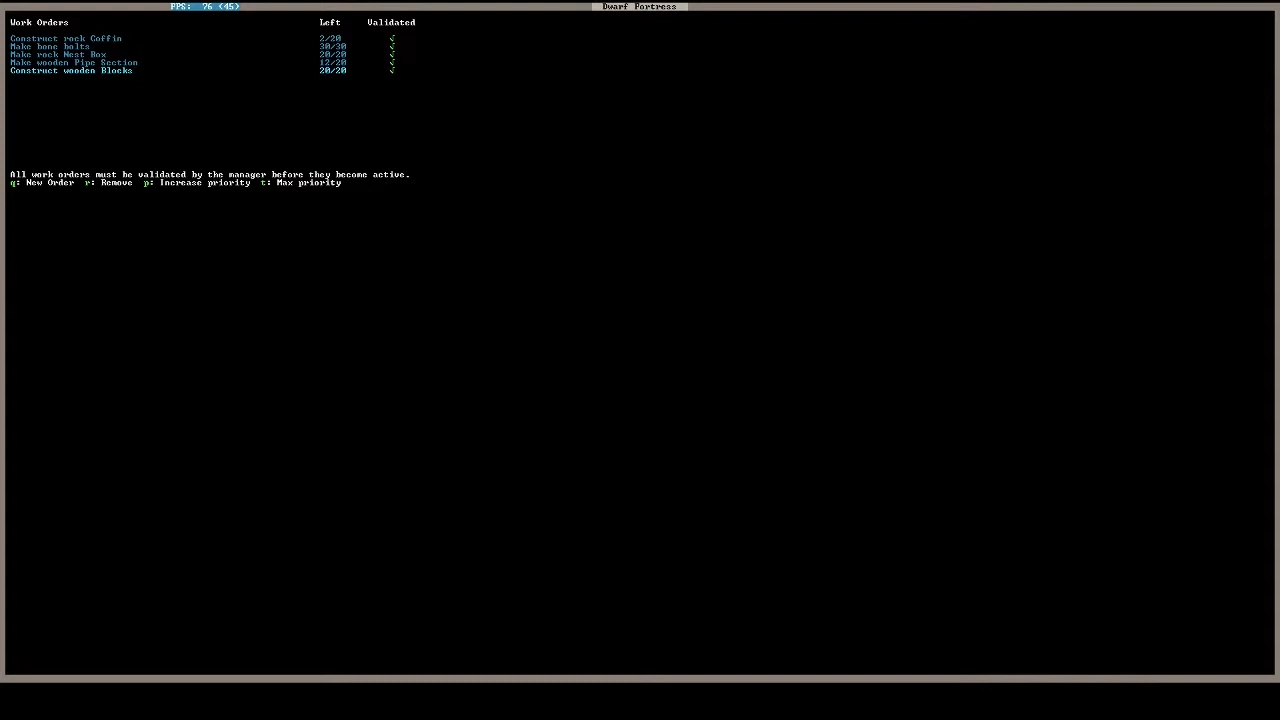 FPS: 76 (45)
Dwarf Fortress
Work Orders Left Validated
Construct rock Coffin 2/20 √
Make bone bolts 30/30 √
Make rock Nest Box 20/20 √
Make wooden Pipe Section 12/20 √
Construct wooden Blocks 20/20 √
All work orders must be validated by the manager before they become active.
q: New Order r: Remove p: Increase priority t: Max priority